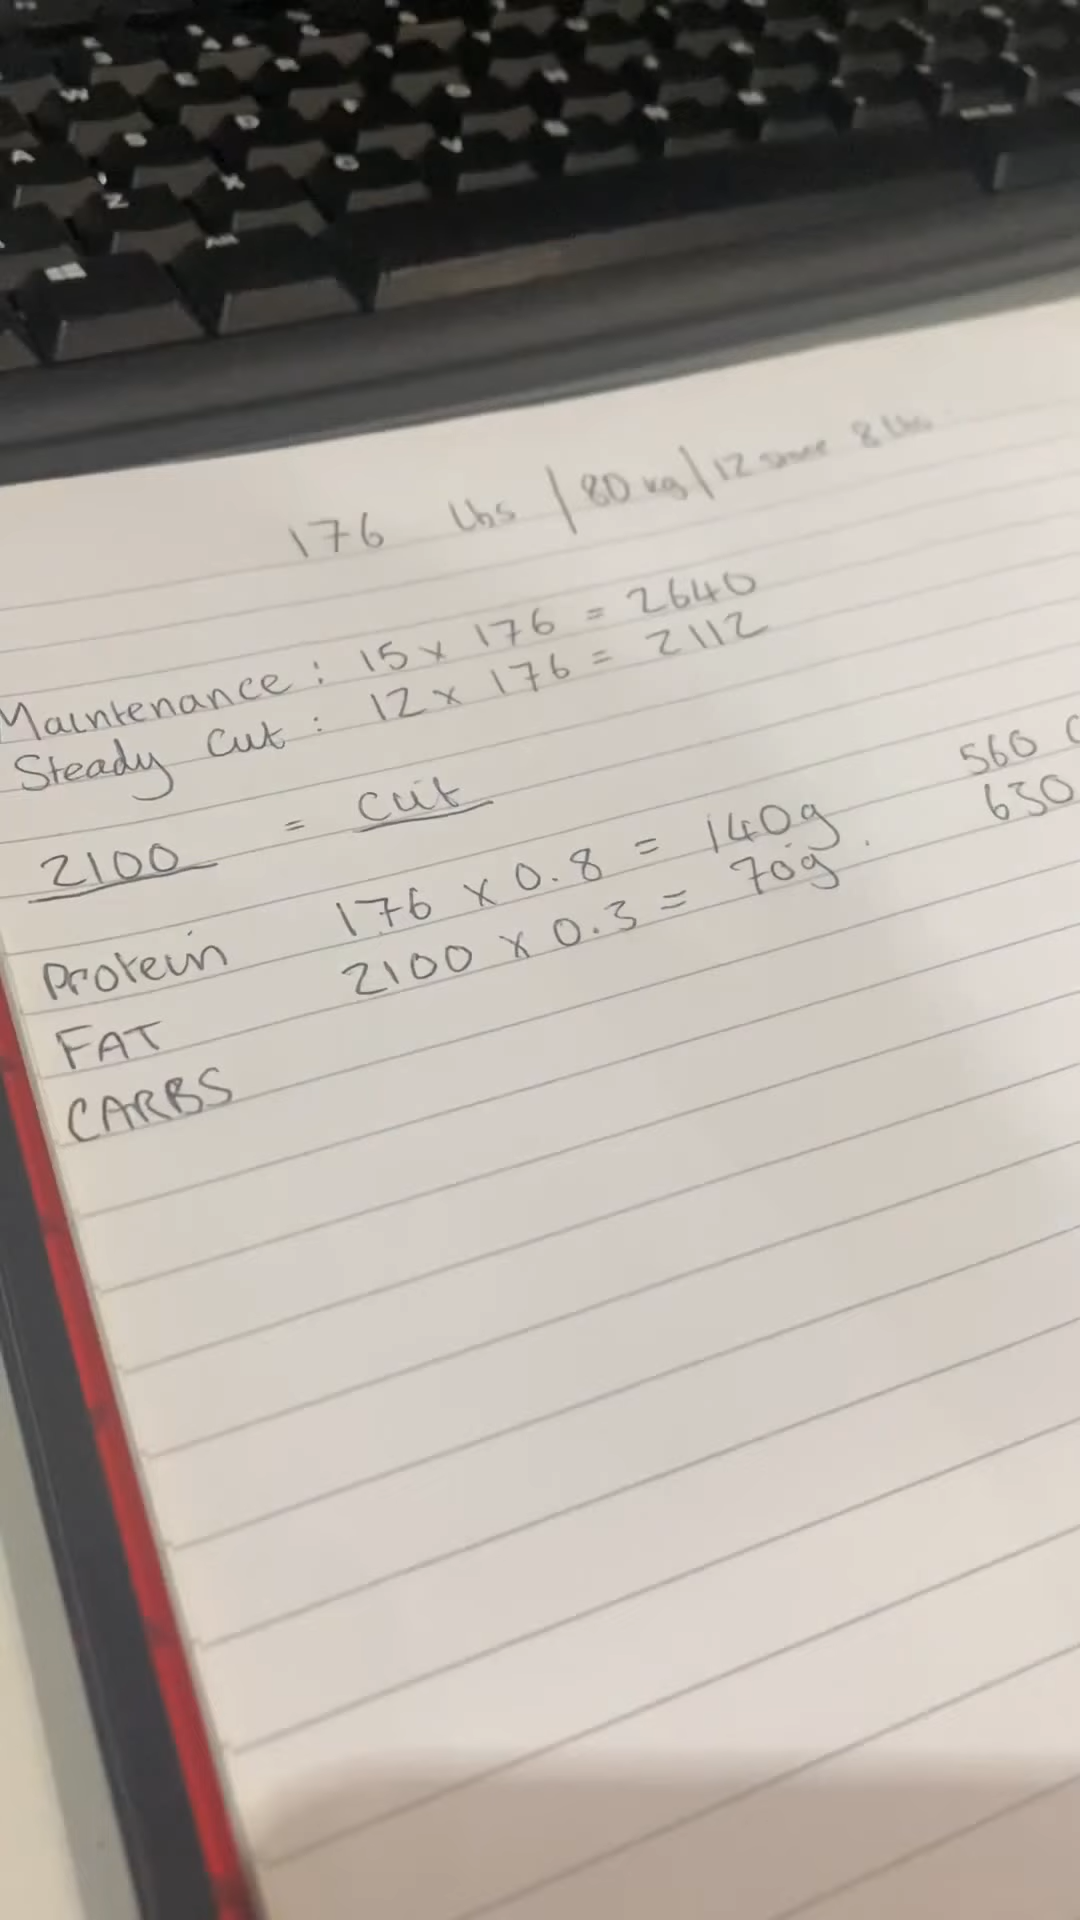 176 Lbs / 80 kg / 12 stone 8 Lbs
Maintenance : 15 x 176 = 2640
Steady cut : 12 x 176 = 2112
2100 = cut
Protein 176 x 0.8 = 140g 560 C
FAT 2100 x 0.3 = 70g 630
CARBS
W
A
S
D
Z
X
C
V
Alt